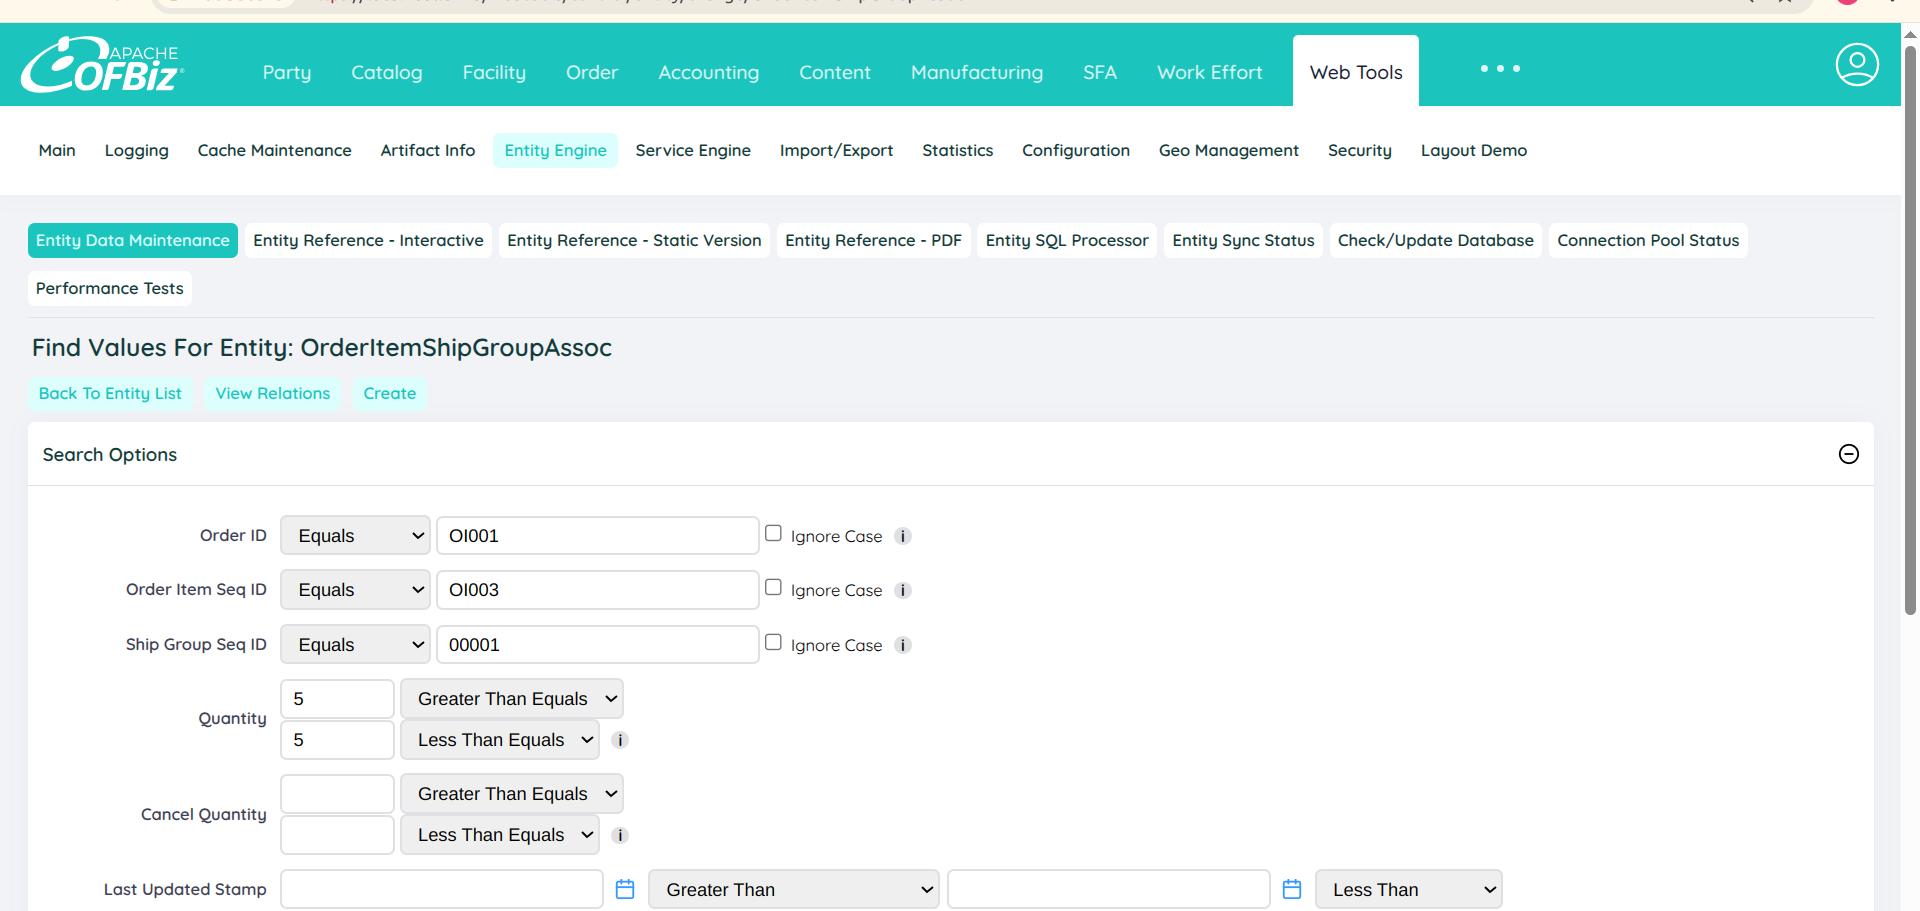 APACHE
OFBiz
Party Catalog Facility Order Accounting Content Manufacturing SFA Work Effort Web Tools
Main Logging Cache Maintenance Artifact Info Entity Engine Service Engine Import/Export Statistics Configuration Geo Management Security Layout Demo
Entity Data Maintenance Entity Reference - Interactive Entity Reference - Static Version Entity Reference - PDF Entity SQL Processor Entity Sync Status Check/Update Database Connection Pool Status
Performance Tests
Find Values For Entity: OrderItemShipGroupAssoc
Back To Entity List View Relations Create
Search Options
Order ID Equals OI001 Ignore Case i
Order Item Seq ID Equals OI003 Ignore Case i
Ship Group Seq ID Equals 00001 Ignore Case i
Quantity
5 Greater Than Equals
5 Less Than Equals i
Cancel Quantity
Greater Than Equals
Less Than Equals i
Last Updated Stamp Greater Than Less Than